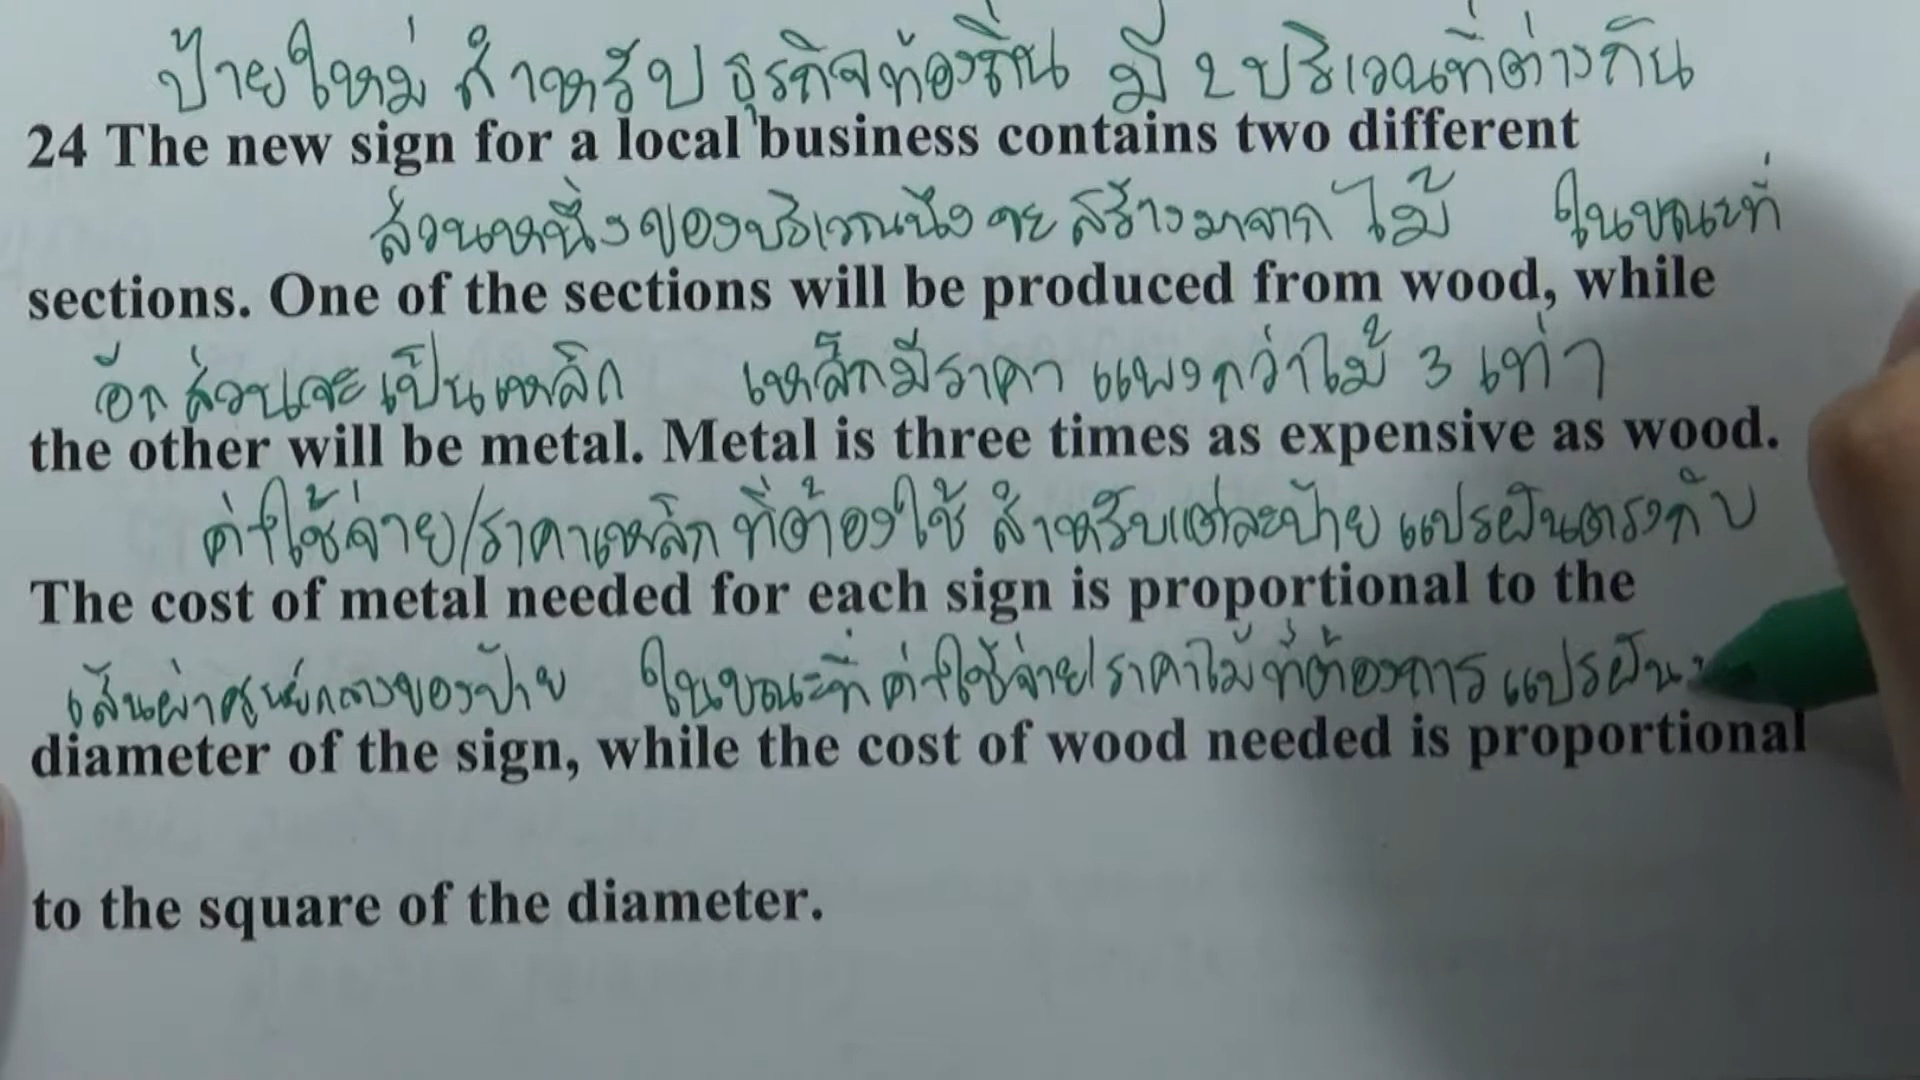 ป้ายใหม่ สำหรับ ธุรกิจท้องถิ่น มี 2 บริเวณที่ต่างกัน
24 The new sign for a local business contains two different
ส่วนหนึ่งของบริเวณนึง จะ สร้างมาจาก ไม้ ในขณะที่
sections. One of the sections will be produced from wood, while
อีก ส่วนจะเป็นเหล็ก เหล็กมีราคา แพงกว่าไม้ 3 เท่า
the other will be metal. Metal is three times as expensive as wood.
ค่าใช้จ่าย/ราคาเหล็ก ที่ต้องใช้ สำหรับแต่ละป้าย แปรผันตรงกับ
The cost of metal needed for each sign is proportional to the
เส้นผ่าศูนย์กลางของป้าย ในขณะที่ ค่าใช้จ่าย/ราคาไม้ ที่ต้องการ แปรผัน
diameter of the sign, while the cost of wood needed is proportional
to the square of the diameter.